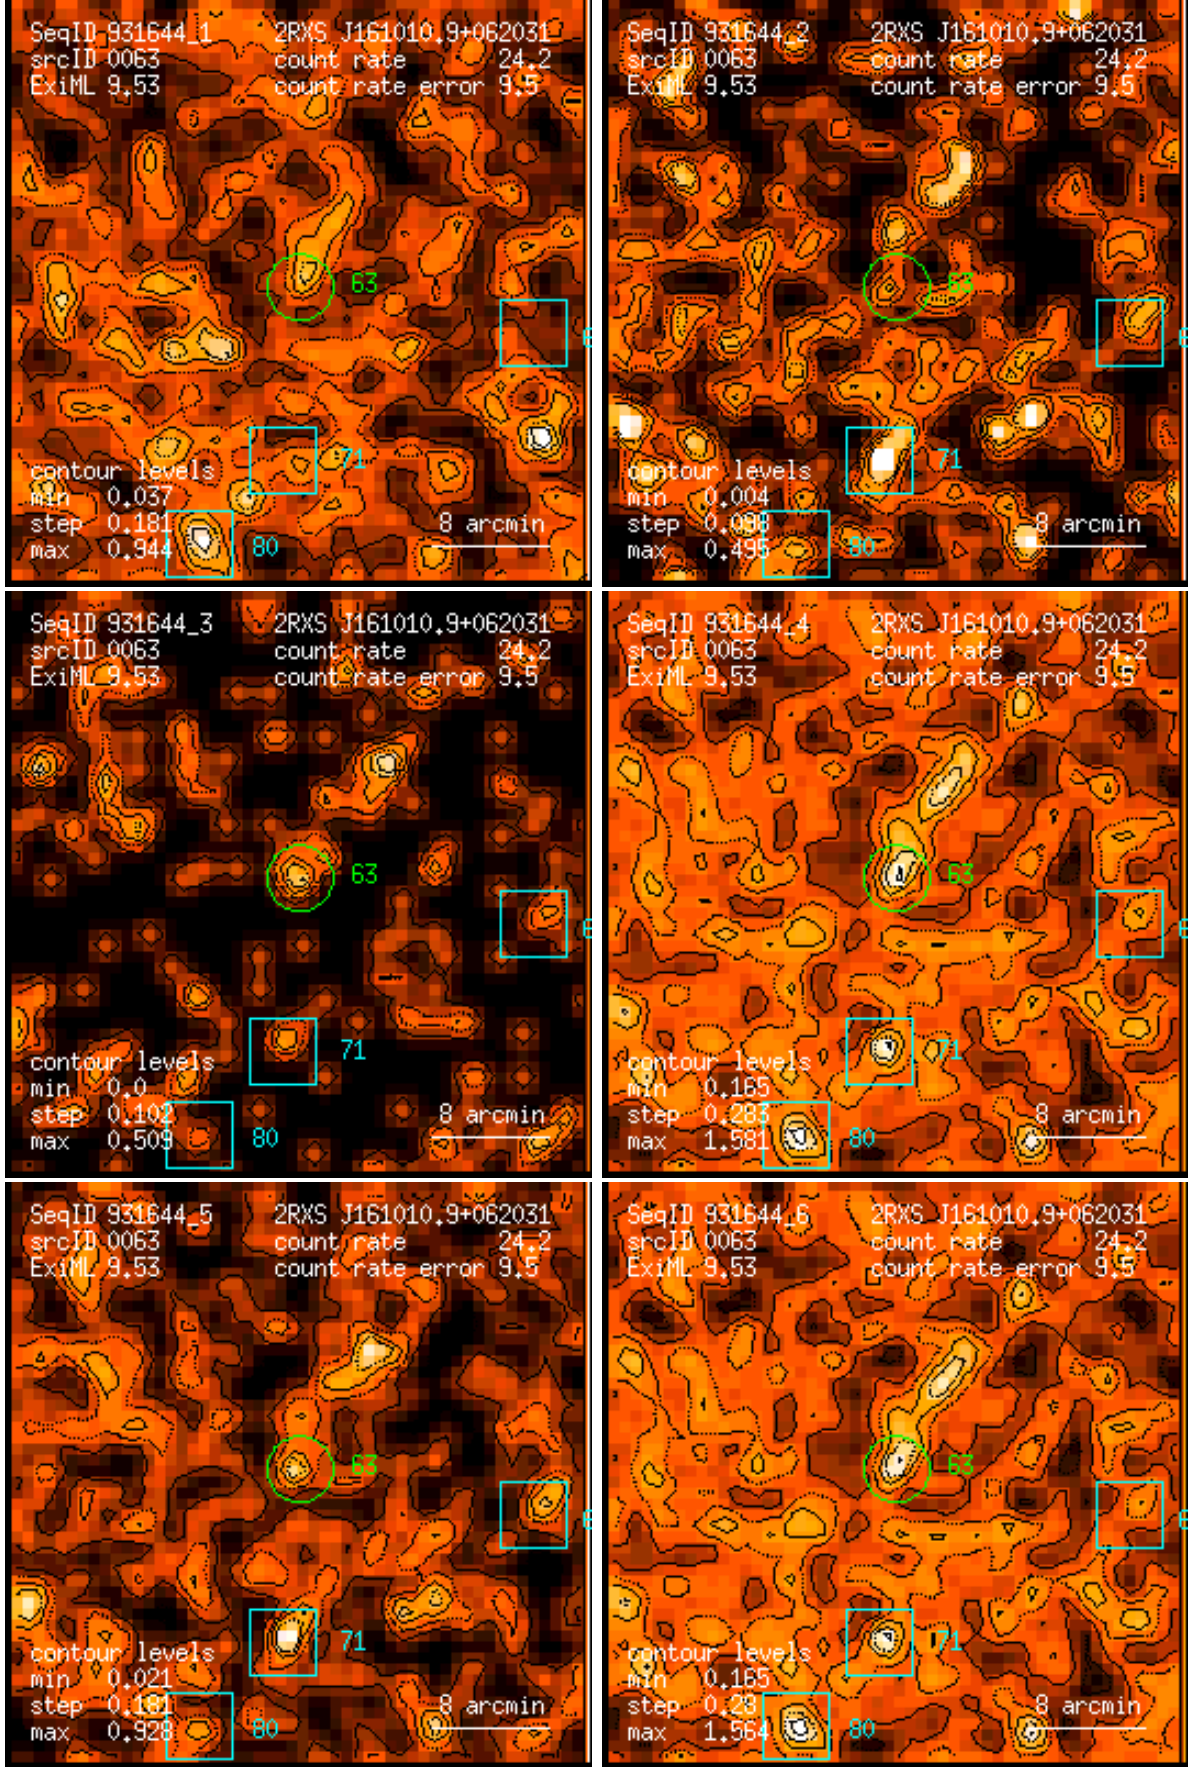 SeqID 931644_1 2RXS J161010.9+062031
srcID 0063 count rate 24.2
ExiML 9.53 count rate error 9.5
63
71
contour levels
min 0.037
step 0.181 8 arcmin
max 0.944 80
SeqID 931644_2 2RXS J161010.9+062031
srcID 0063 count rate 24.2
ExiML 9.53 count rate error 9.5
63
71
contour levels
min 0.004
step 0.098 8 arcmin
max 0.495 80
SeqID 931644_3 2RXS J161010.9+062031
srcID 0063 count rate 24.2
ExiML 9.53 count rate error 9.5
63
71
contour levels
min 0.0
step 0.102 8 arcmin
max 0.509 80
SeqID 931644_4 2RXS J161010.9+062031
srcID 0063 count rate 24.2
ExiML 9.53 count rate error 9.5
63
71
contour levels
min 0.165
step 0.283 8 arcmin
max 1.581 80
SeqID 931644_5 2RXS J161010.9+062031
srcID 0063 count rate 24.2
ExiML 9.53 count rate error 9.5
63
71
contour levels
min 0.021
step 0.181 8 arcmin
max 0.928 80
SeqID 931644_6 2RXS J161010.9+062031
srcID 0063 count rate 24.2
ExiML 9.53 count rate error 9.5
63
71
contour levels
min 0.165
step 0.28 8 arcmin
max 1.564 80